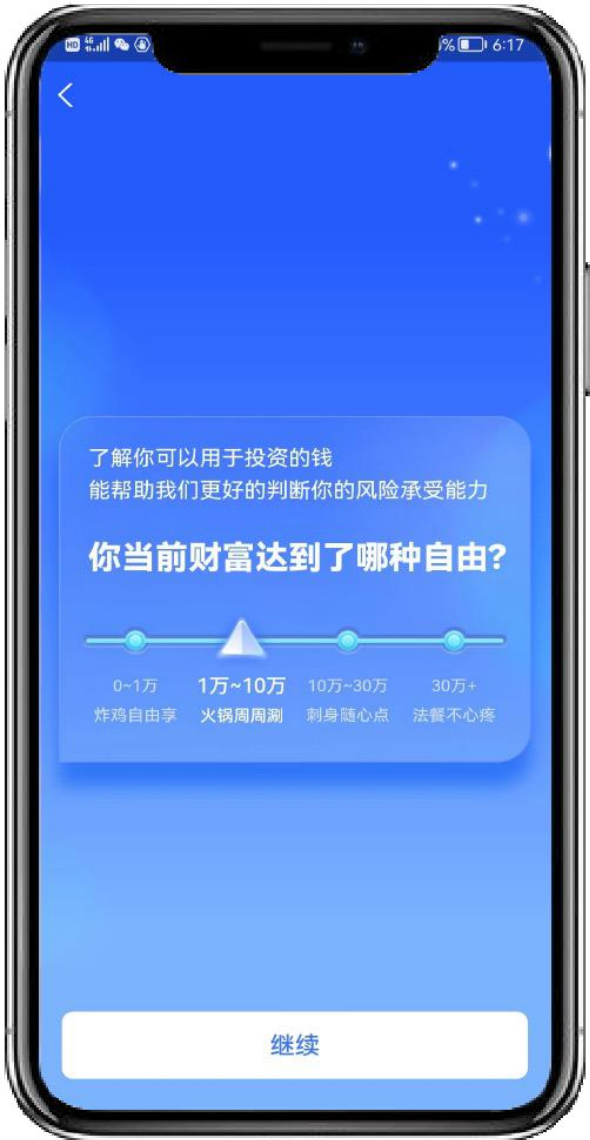 HD 4G % 6:17
了解你可以用于投资的钱
能帮助我们更好的判断你的风险承受能力
你当前财富达到了哪种自由?
0~1万 1万~10万 10万~30万 30万+
炸鸡自由享 火锅周周涮 刺身随心点 法餐不心疼
继续